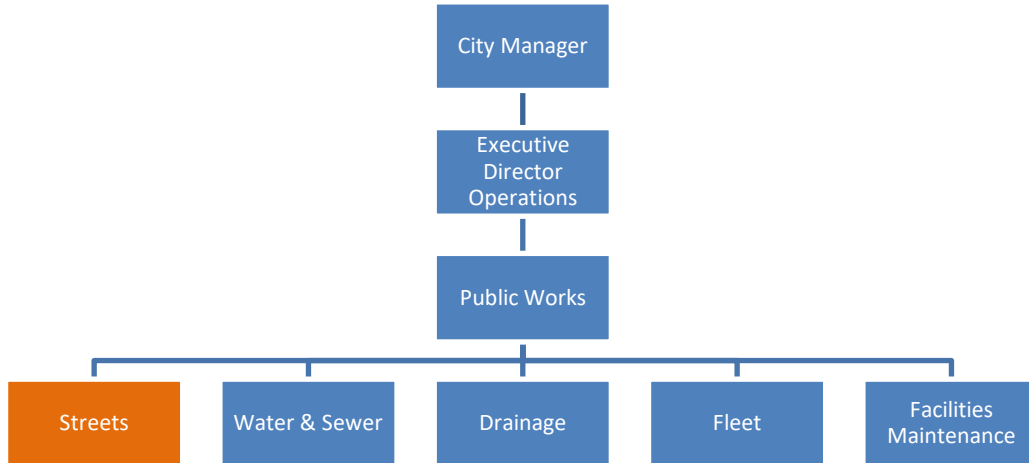 City Manager
Executive
Director
Operations
Public Works
Streets
Water & Sewer
Drainage
Fleet
Facilities
Maintenance